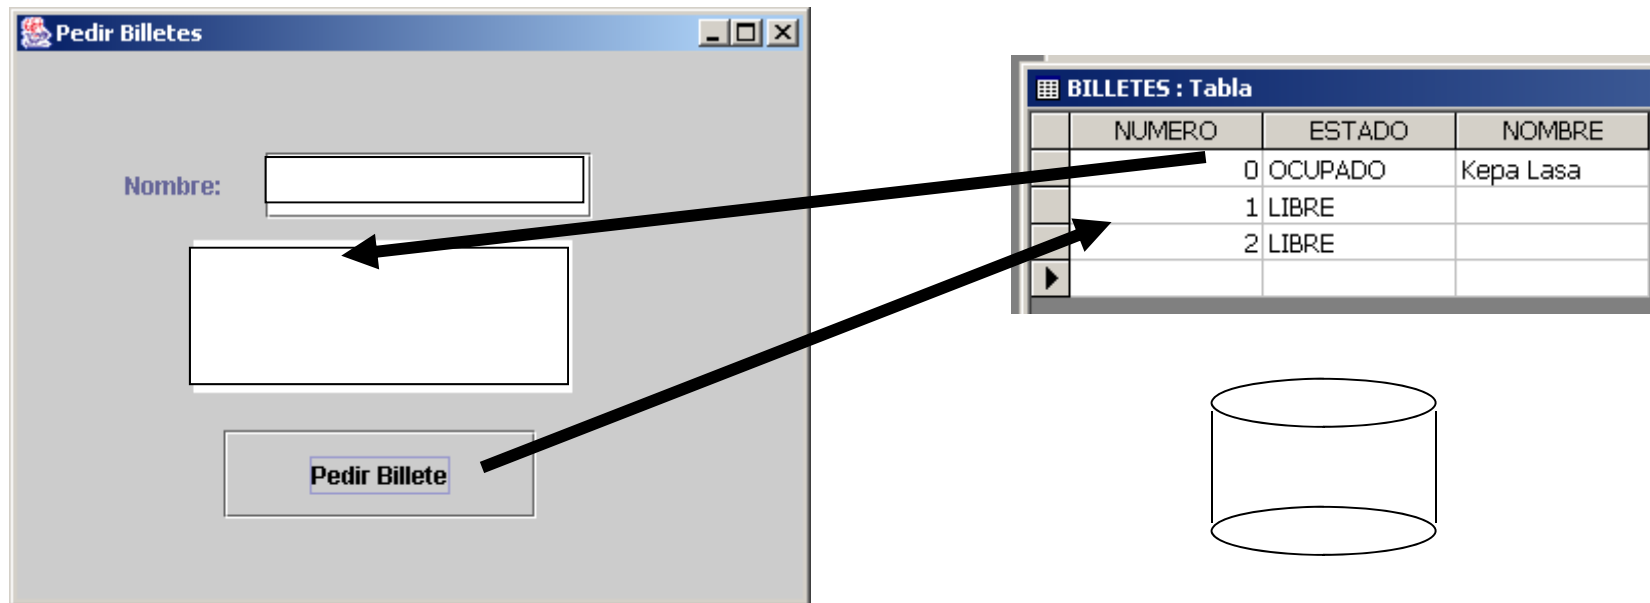 Pedir Billetes
Nombre:
Pedir Billete
BILLETES : Tabla
NUMERO ESTADO NOMBRE
0 OCUPADO Kepa Lasa
1 LIBRE
2 LIBRE